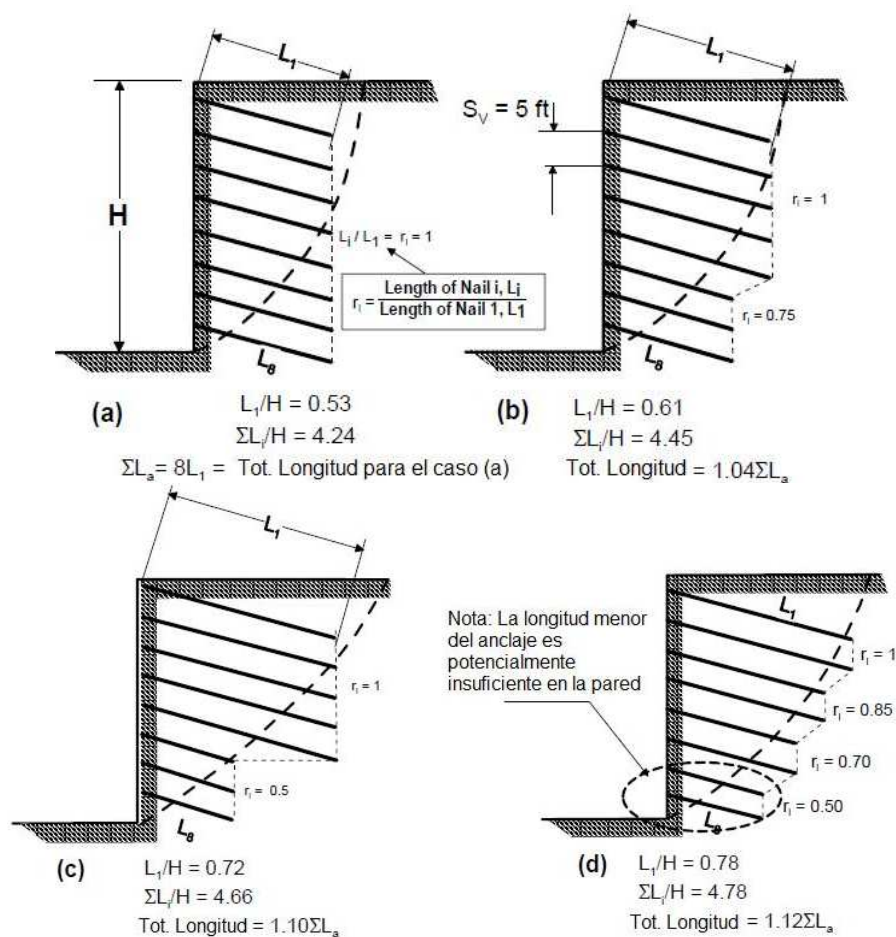 L1
H
Li / L1 = ri = 1
ri = Length of Nail i, Li
Length of Nail 1, L1
L8
(a)
L1/H = 0.53
ΣLi/H = 4.24
ΣLa= 8L1 = Tot. Longitud para el caso (a)
L1
SV = 5 ft
ri = 1
ri = 0.75
L8
(b)
L1/H = 0.61
ΣLi/H = 4.45
Tot. Longitud = 1.04ΣLa
L1
ri = 1
ri = 0.5
L8
(c)
L1/H = 0.72
ΣLi/H = 4.66
Tot. Longitud = 1.10ΣLa
Nota: La longitud menor
del anclaje es
potencialmente
insuficiente en la pared
L1
ri = 1
ri = 0.85
ri = 0.70
ri = 0.50
L8
(d)
L1/H = 0.78
ΣLi/H = 4.78
Tot. Longitud = 1.12ΣLa